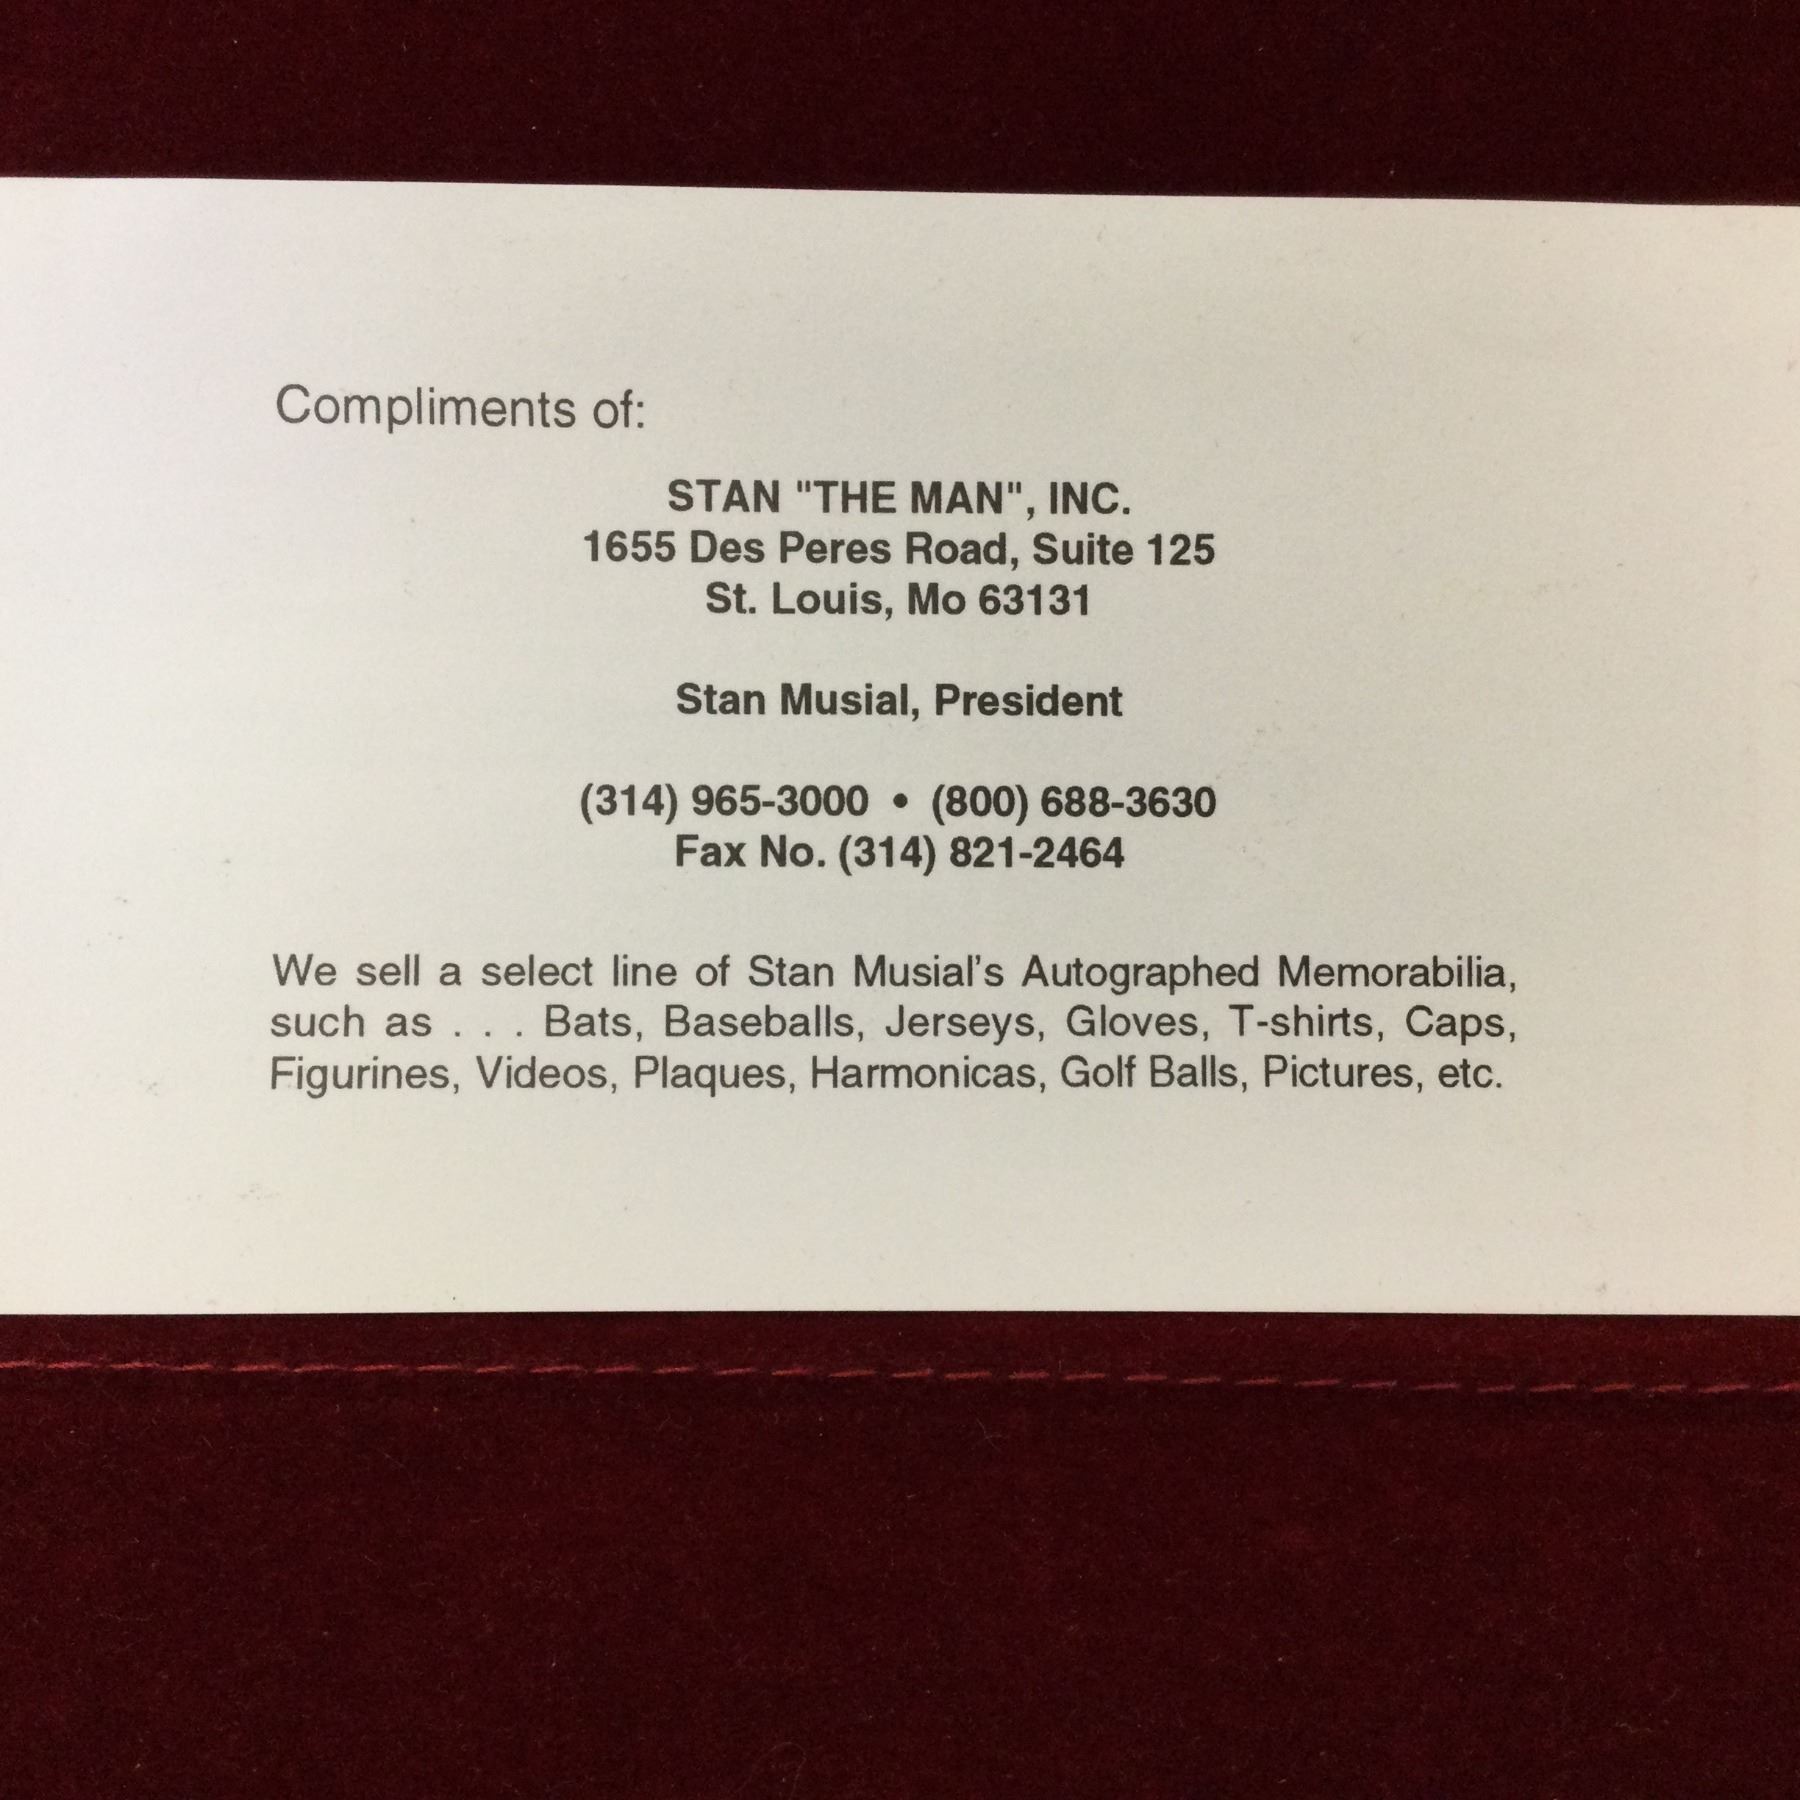 Compliments of:
STAN "THE MAN", INC.
1655 Des Peres Road, Suite 125
St. Louis, Mo 63131
Stan Musial, President
(314) 965-3000 • (800) 688-3630
Fax No. (314) 821-2464
We sell a select line of Stan Musial's Autographed Memorabilia,
such as . . . Bats, Baseballs, Jerseys, Gloves, T-shirts, Caps,
Figurines, Videos, Plaques, Harmonicas, Golf Balls, Pictures, etc.